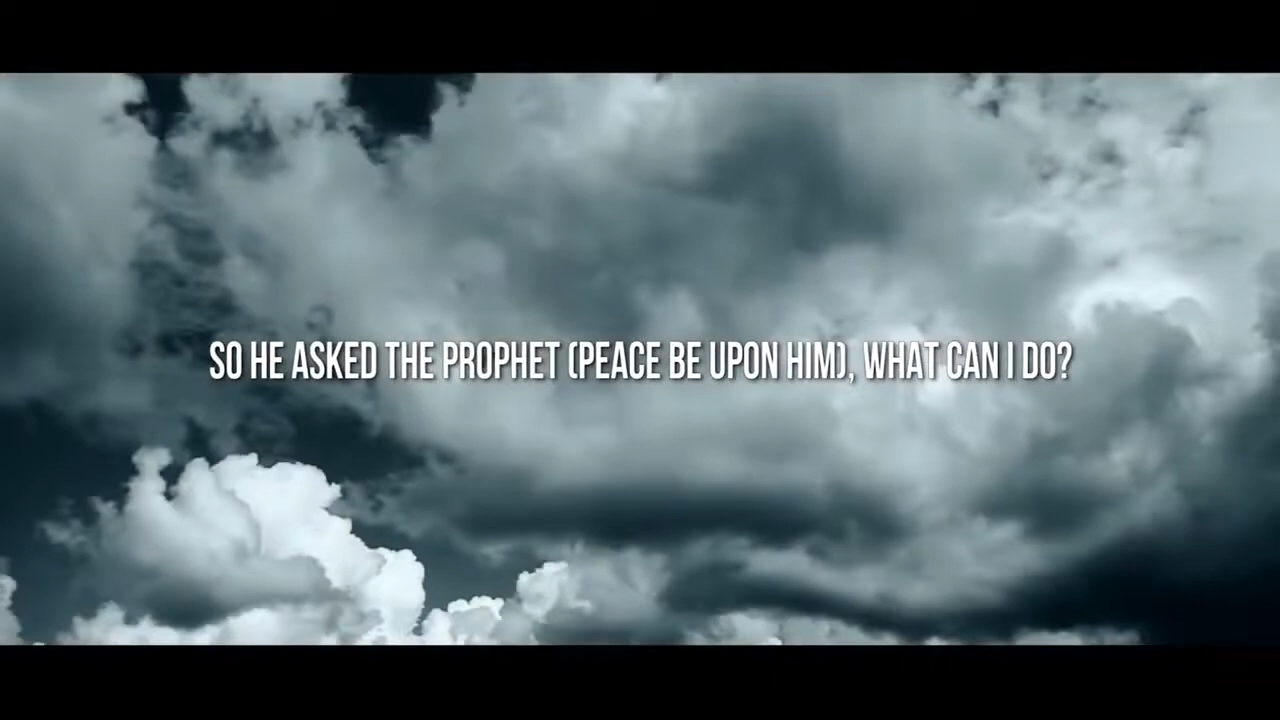 SO HE ASKED THE PROPHET (PEACE BE UPON HIM), WHAT CAN I DO?